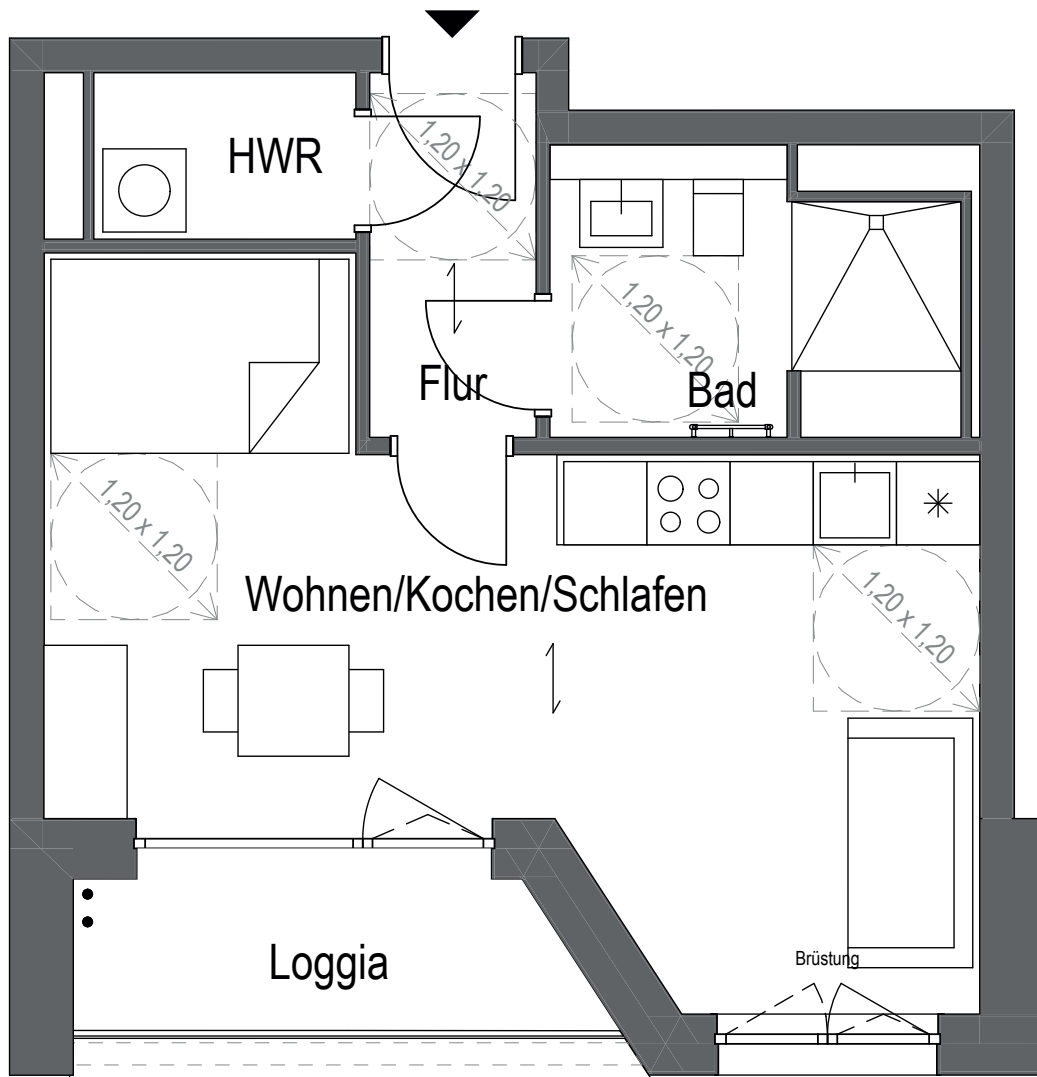 HWR
1,20 x 1,20
1,20 x 1,20
Flur
Bad
1,20 x 1,20
Wohnen/Kochen/Schlafen
1,20 x 1,20
Brüstung
Loggia